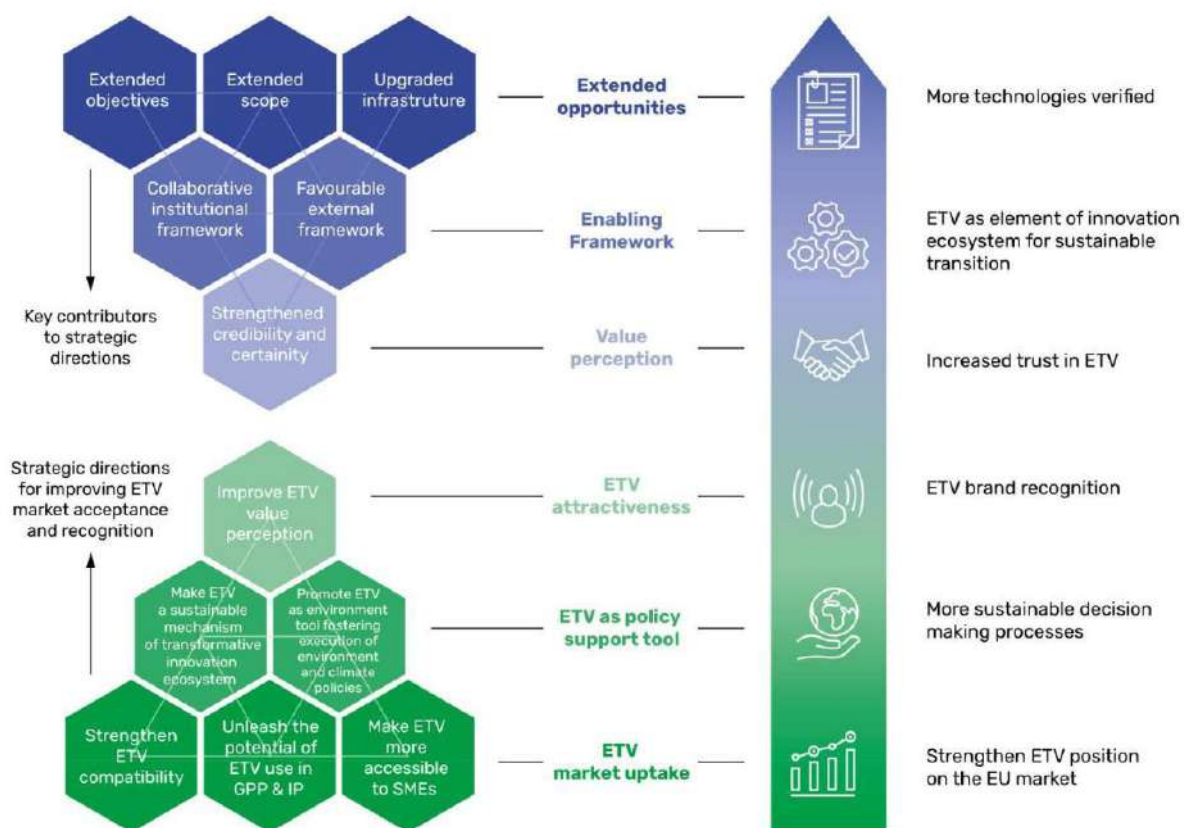 Extended
objectives
Extended
scope
Upgraded
infrastruture
Extended
opportunities
More technologies verified
Collaborative
institutional
framework
Favourable
external
framework
Enabling
Framework
ETV as element of innovation
ecosystem for sustainable
transition
Key contributors
to strategic
directions
Strengthened
credibility and
certainity
Value
perception
Increased trust in ETV
Strategic directions
for improving ETV
market acceptance
and recognition
Improve ETV
value
perception
ETV
attractiveness
ETV brand recognition
Make ETV
a sustainable
mechanism
of transformative
innovation
ecosystem
Promote ETV
as environment
tool fostering
execution of
environment
and climate
policies
ETV as policy
support tool
More sustainable decision
making processes
Strengthen
ETV
compatibility
Unleash the
potential of
ETV use in
GPP & IP
Make ETV
more
accessible
to SMEs
ETV
market uptake
Strengthen ETV position
on the EU market